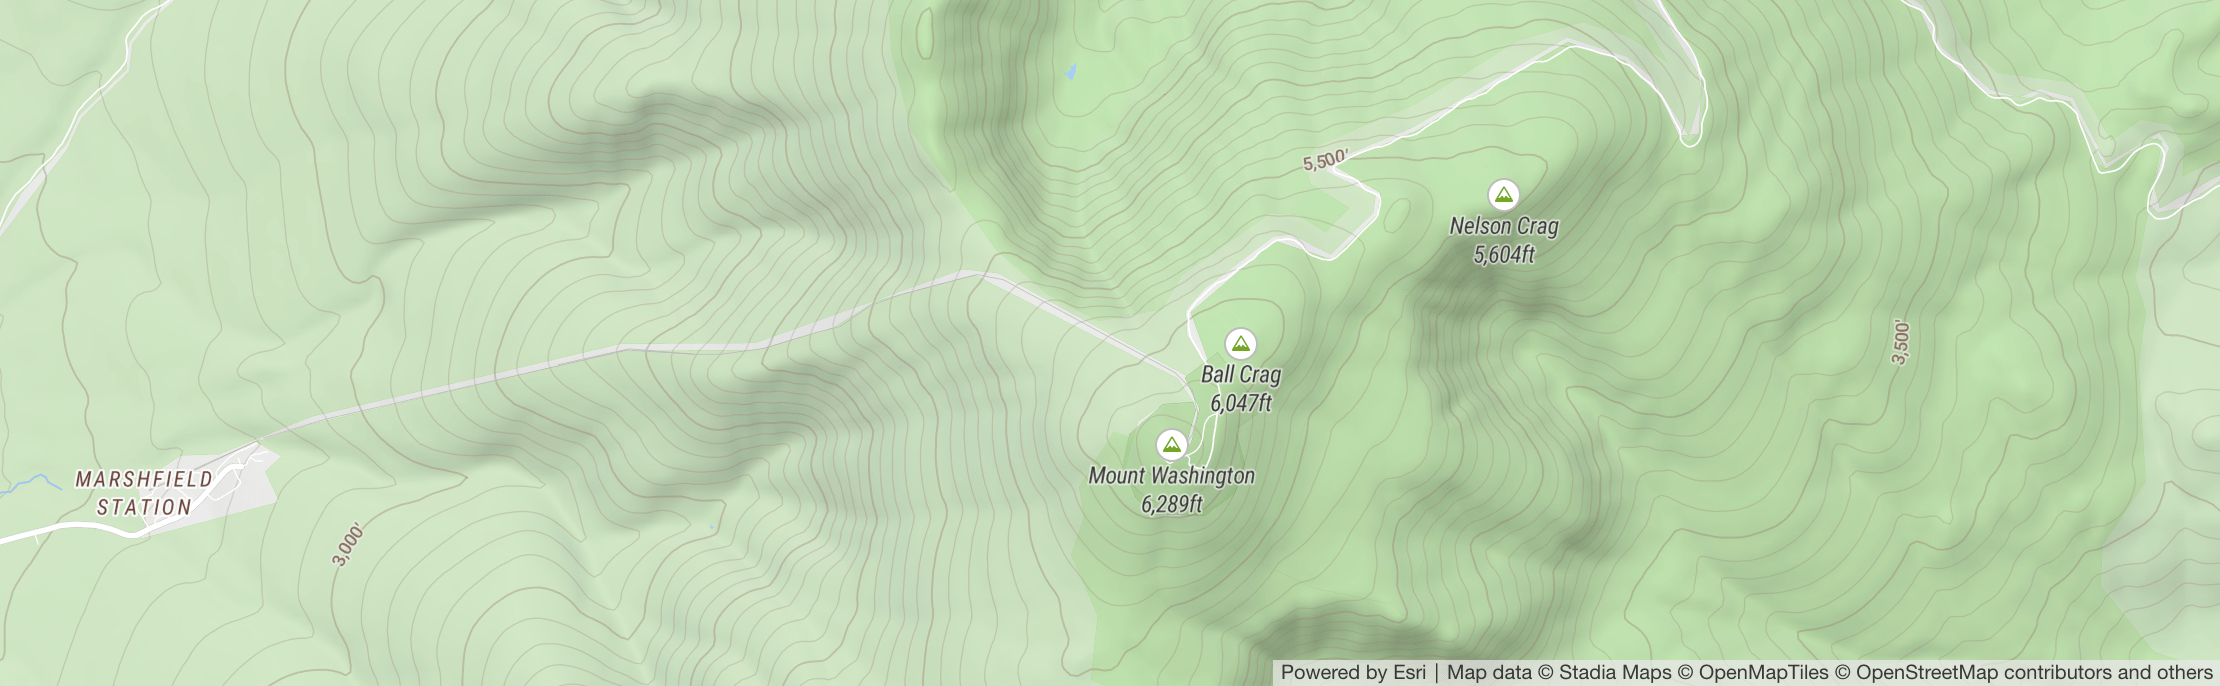 5,500'
Nelson Crag
5,604ft
3,500'
Ball Crag
6,047ft
Mount Washington
6,289ft
MARSHFIELD
STATION
3,000'
Powered by Esri | Map data © Stadia Maps © OpenMapTiles © OpenStreetMap contributors and others